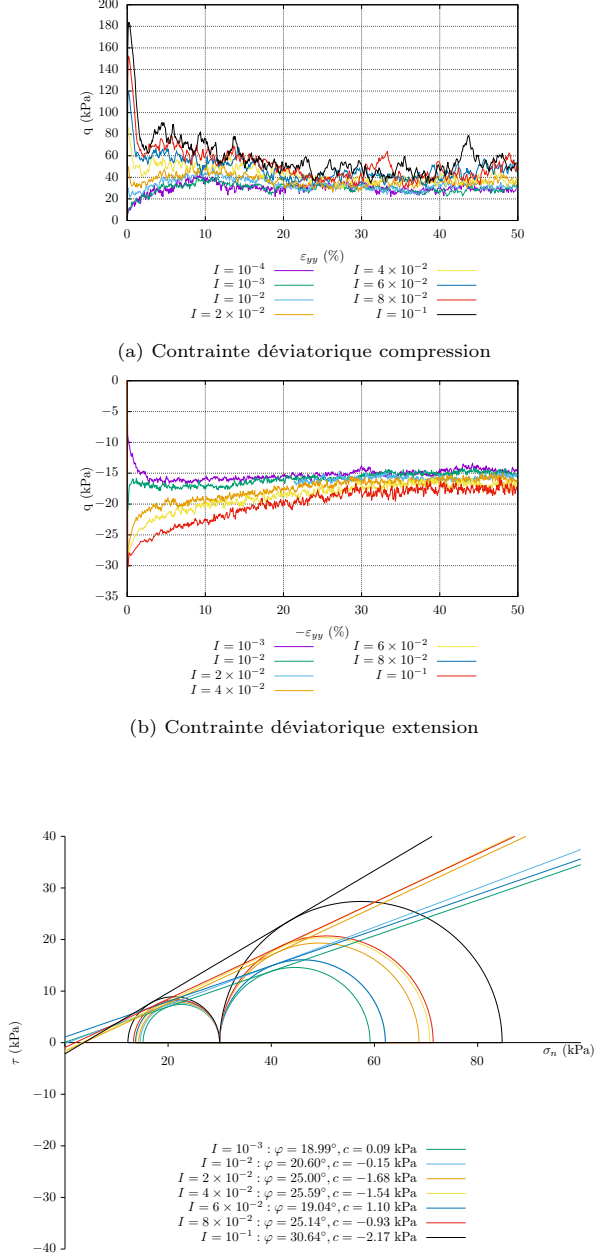 200
180
160
140
120
100
80
60
40
20
0
q (kPa)
0 10 20 30 40 50
ε_yy (%)
I = 10^−4 I = 4 × 10^−2
I = 10^−3 I = 6 × 10^−2
I = 10^−2 I = 8 × 10^−2
I = 2 × 10^−2 I = 10^−1
(a) Contrainte déviatorique compression
0
−5
−10
−15
−20
−25
−30
−35
q (kPa)
0 10 20 30 40 50
−ε_yy (%)
I = 10^−3 I = 6 × 10^−2
I = 10^−2 I = 8 × 10^−2
I = 2 × 10^−2 I = 10^−1
I = 4 × 10^−2
(b) Contrainte déviatorique extension
40
30
20
10
0
−10
−20
−30
−40
τ (kPa)
20 40 60 80
σ_n (kPa)
I = 10^−3 : φ = 18.99°, c = 0.09 kPa
I = 10^−2 : φ = 20.60°, c = −0.15 kPa
I = 2 × 10^−2 : φ = 25.00°, c = −1.68 kPa
I = 4 × 10^−2 : φ = 25.59°, c = −1.54 kPa
I = 6 × 10^−2 : φ = 19.04°, c = 1.10 kPa
I = 8 × 10^−2 : φ = 25.14°, c = −0.93 kPa
I = 10^−1 : φ = 30.64°, c = −2.17 kPa